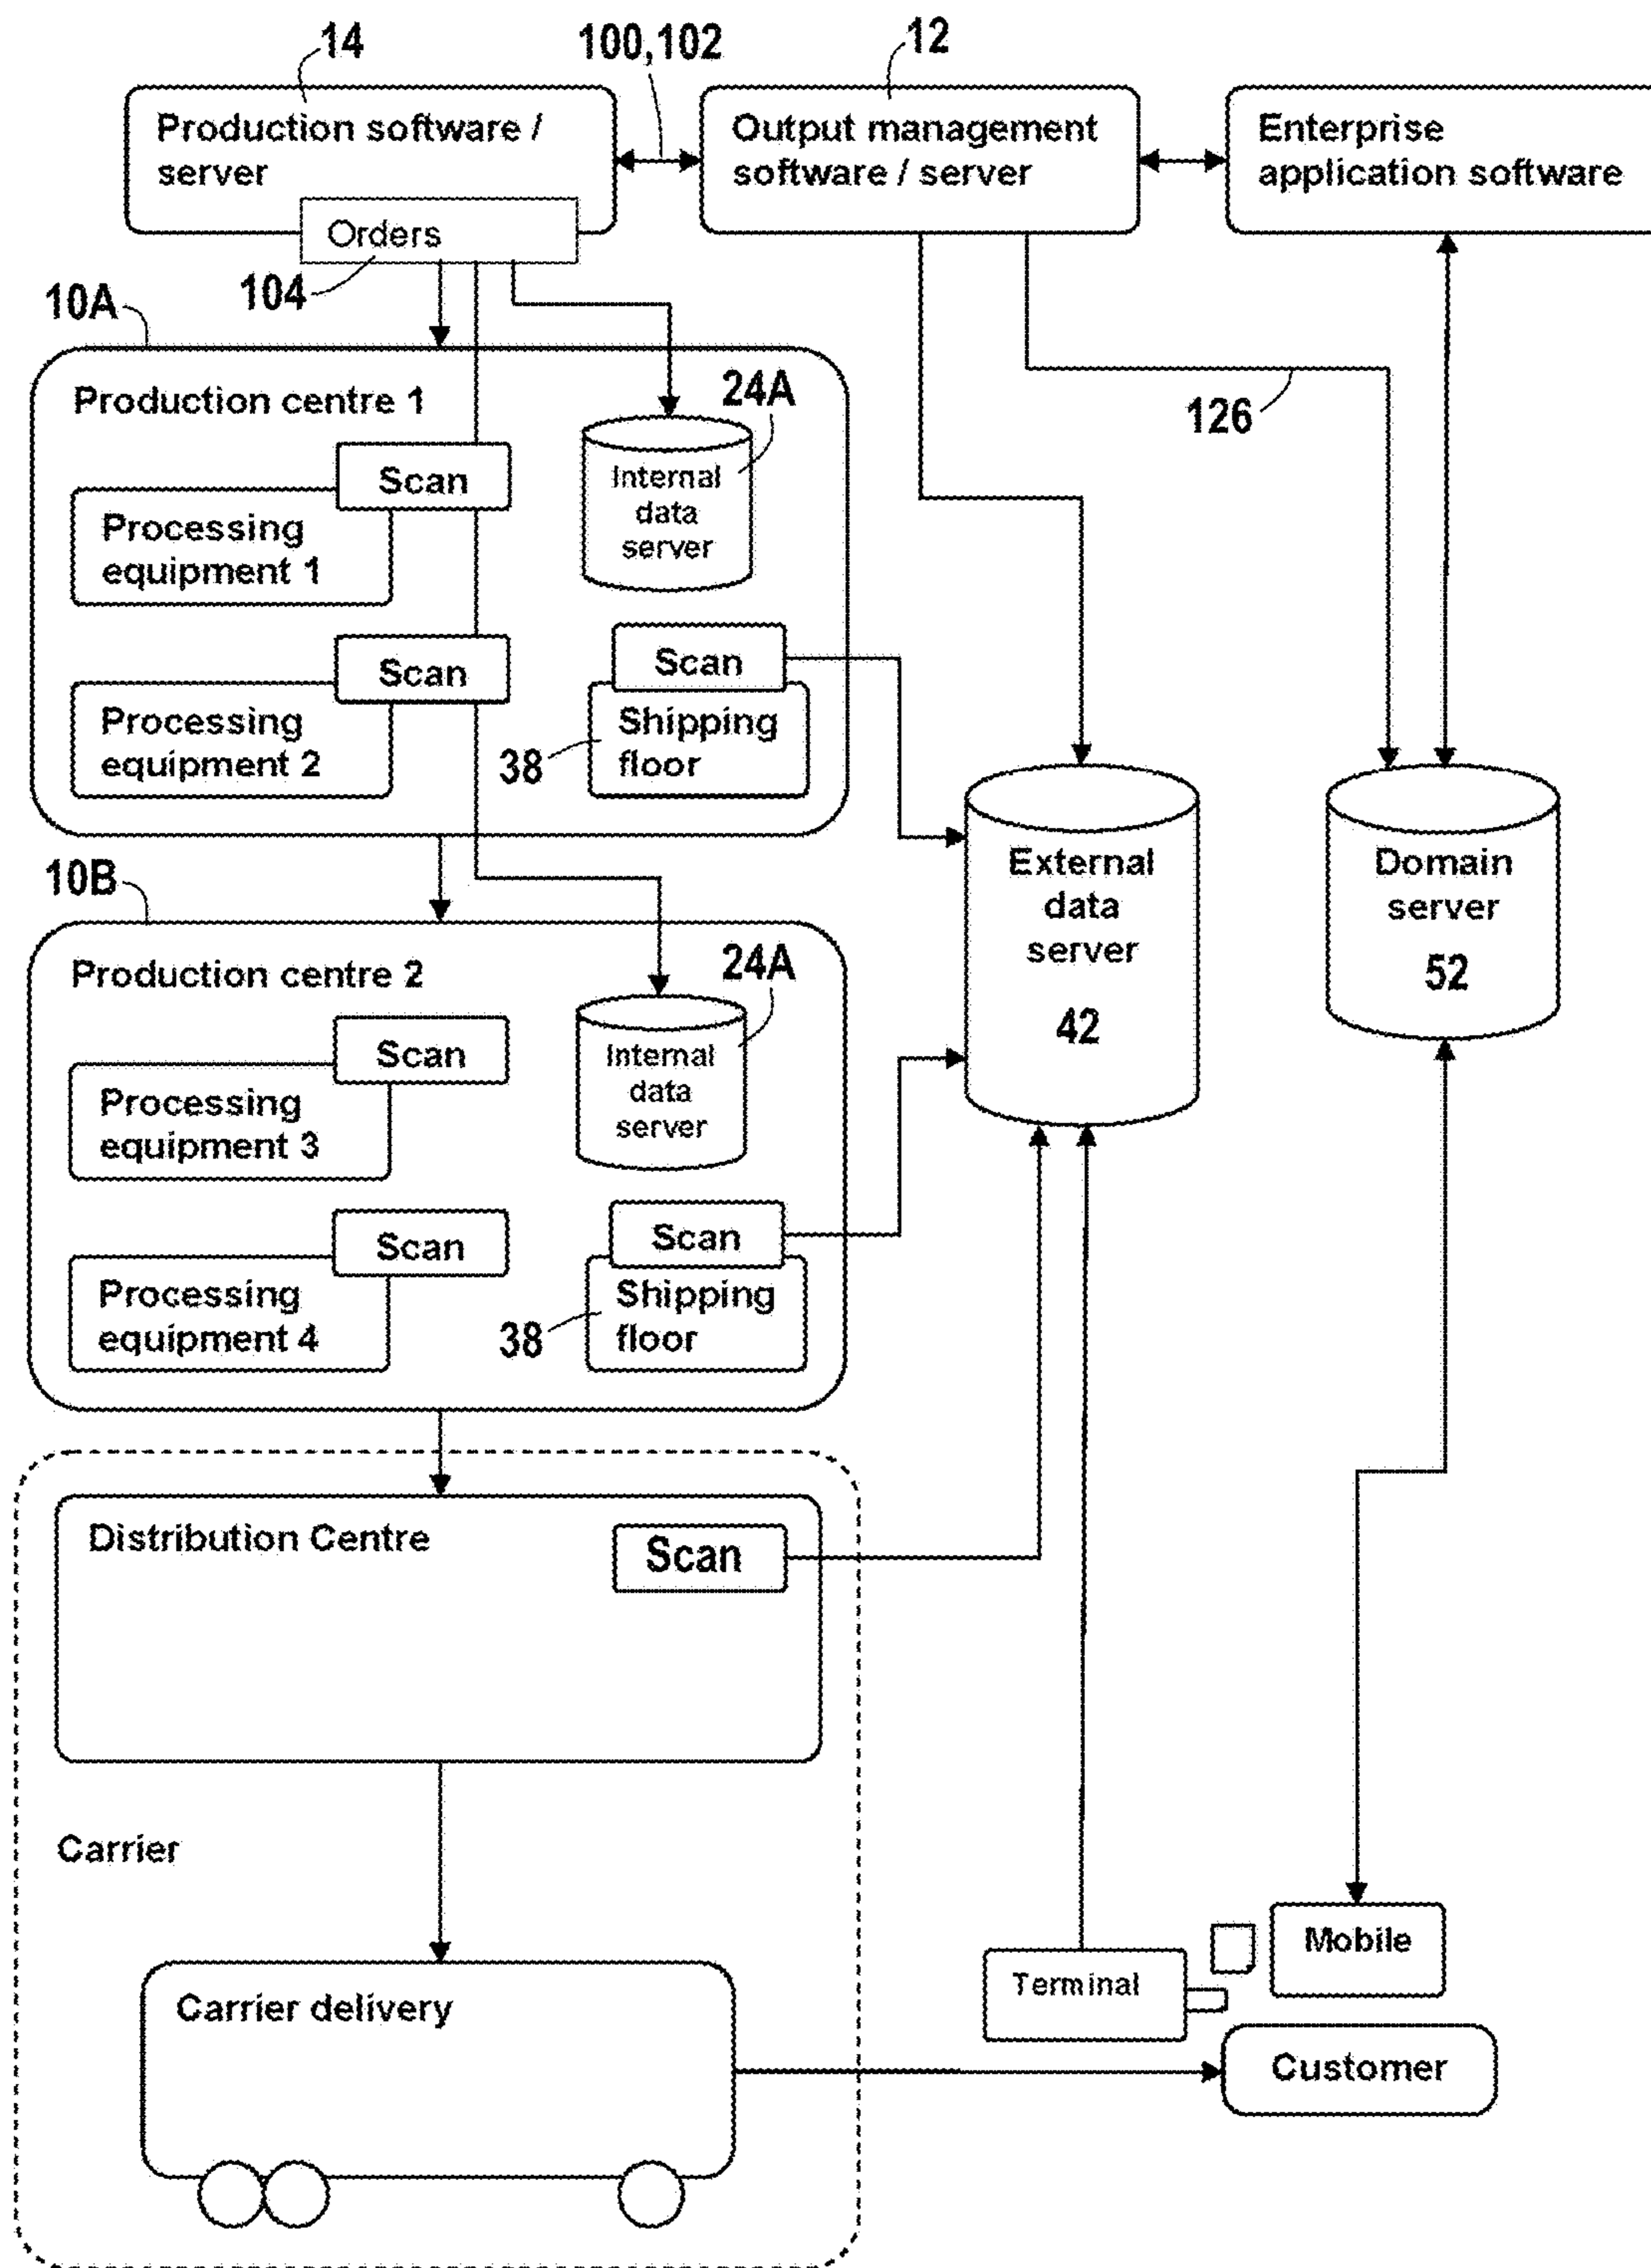 14
100,102
12
Production software /
server
Output management
software / server
Enterprise
application software
Orders
104
10A
Production centre 1
24A
126
Scan
Internal
data
server
Processing
equipment 1
Scan
Scan
Processing
equipment 2
Shipping
floor
38
10B
External
data
server
42
Domain
server
52
Production centre 2
24A
Scan
Internal
data
server
Processing
equipment 3
Scan
Scan
Processing
equipment 4
Shipping
floor
38
Distribution Centre
Scan
Carrier
Mobile
Terminal
Carrier delivery
Customer